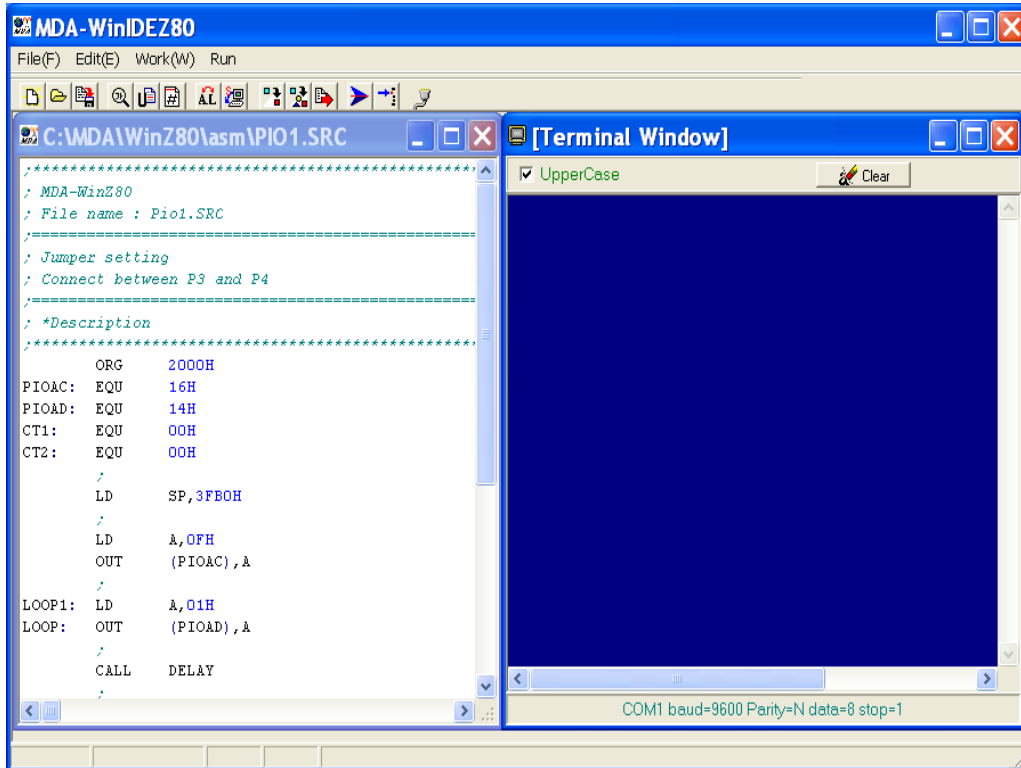 MDA-WinIDEZ80
File(F) Edit(E) Work(W) Run
C:\MDA\WinZ80\asm\PIO1.SRC
;*************************************************
; MDA-WinZ80
; File name : Pio1.SRC
;=================================================
; Jumper setting
; Connect between P3 and P4
;=================================================
; *Description
;*************************************************
ORG 2000H
PIOAC: EQU 16H
PIOAD: EQU 14H
CT1: EQU 00H
CT2: EQU 00H
;
LD SP,3FB0H
;
LD A,0FH
OUT (PIOAC),A
;
LOOP1: LD A,01H
LOOP: OUT (PIOAD),A
;
CALL DELAY
;
[Terminal Window]
UpperCase Clear
COM1 baud=9600 Parity=N data=8 stop=1